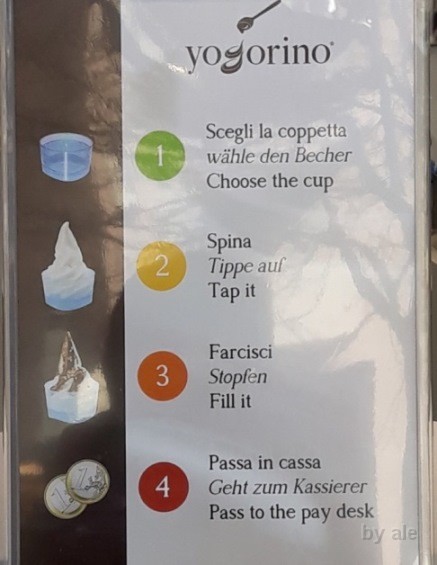 yogorino®
1
Scegli la coppetta
wähle den Becher
Choose the cup
2
Spina
Tippe auf
Tap it
3
Farcisci
Stopfen
Fill it
4
Passa in cassa
Geht zum Kassierer
Pass to the pay desk
by ale